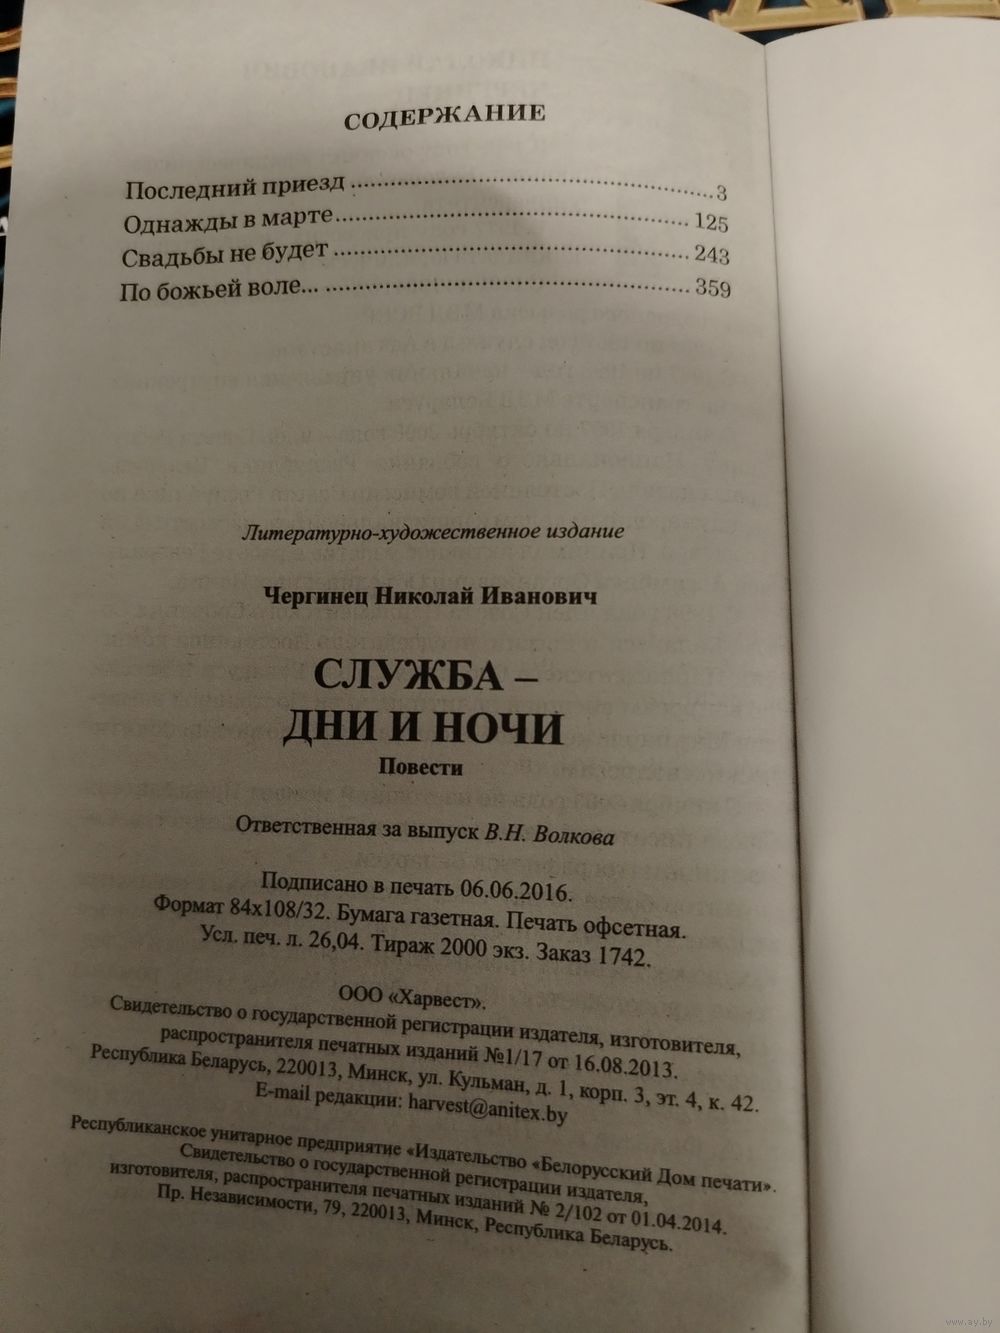 СОДЕРЖАНИЕ
Последний приезд ........................................................ 3
Однажды в марте........................................................ 125
Свадьбы не будет ........................................................ 243
По божьей воле... ........................................................ 359
Литературно-художественное издание
Чергинец Николай Иванович
СЛУЖБА –
ДНИ И НОЧИ
Повести
Ответственная за выпуск В.Н. Волкова
Подписано в печать 06.06.2016.
Формат 84x108/32. Бумага газетная. Печать офсетная.
Усл. печ. л. 26,04. Тираж 2000 экз. Заказ 1742.
ООО «Харвест».
Свидетельство о государственной регистрации издателя, изготовителя,
распространителя печатных изданий №1/17 от 16.08.2013.
Республика Беларусь, 220013, Минск, ул. Кульман, д. 1, корп. 3, эт. 4, к. 42.
E-mail редакции: harvest@anitex.by
Республиканское унитарное предприятие «Издательство «Белорусский Дом печати».
Свидетельство о государственной регистрации издателя,
изготовителя, распространителя печатных изданий № 2/102 от 01.04.2014.
Пр. Независимости, 79, 220013, Минск, Республика Беларусь.
www.ay.by